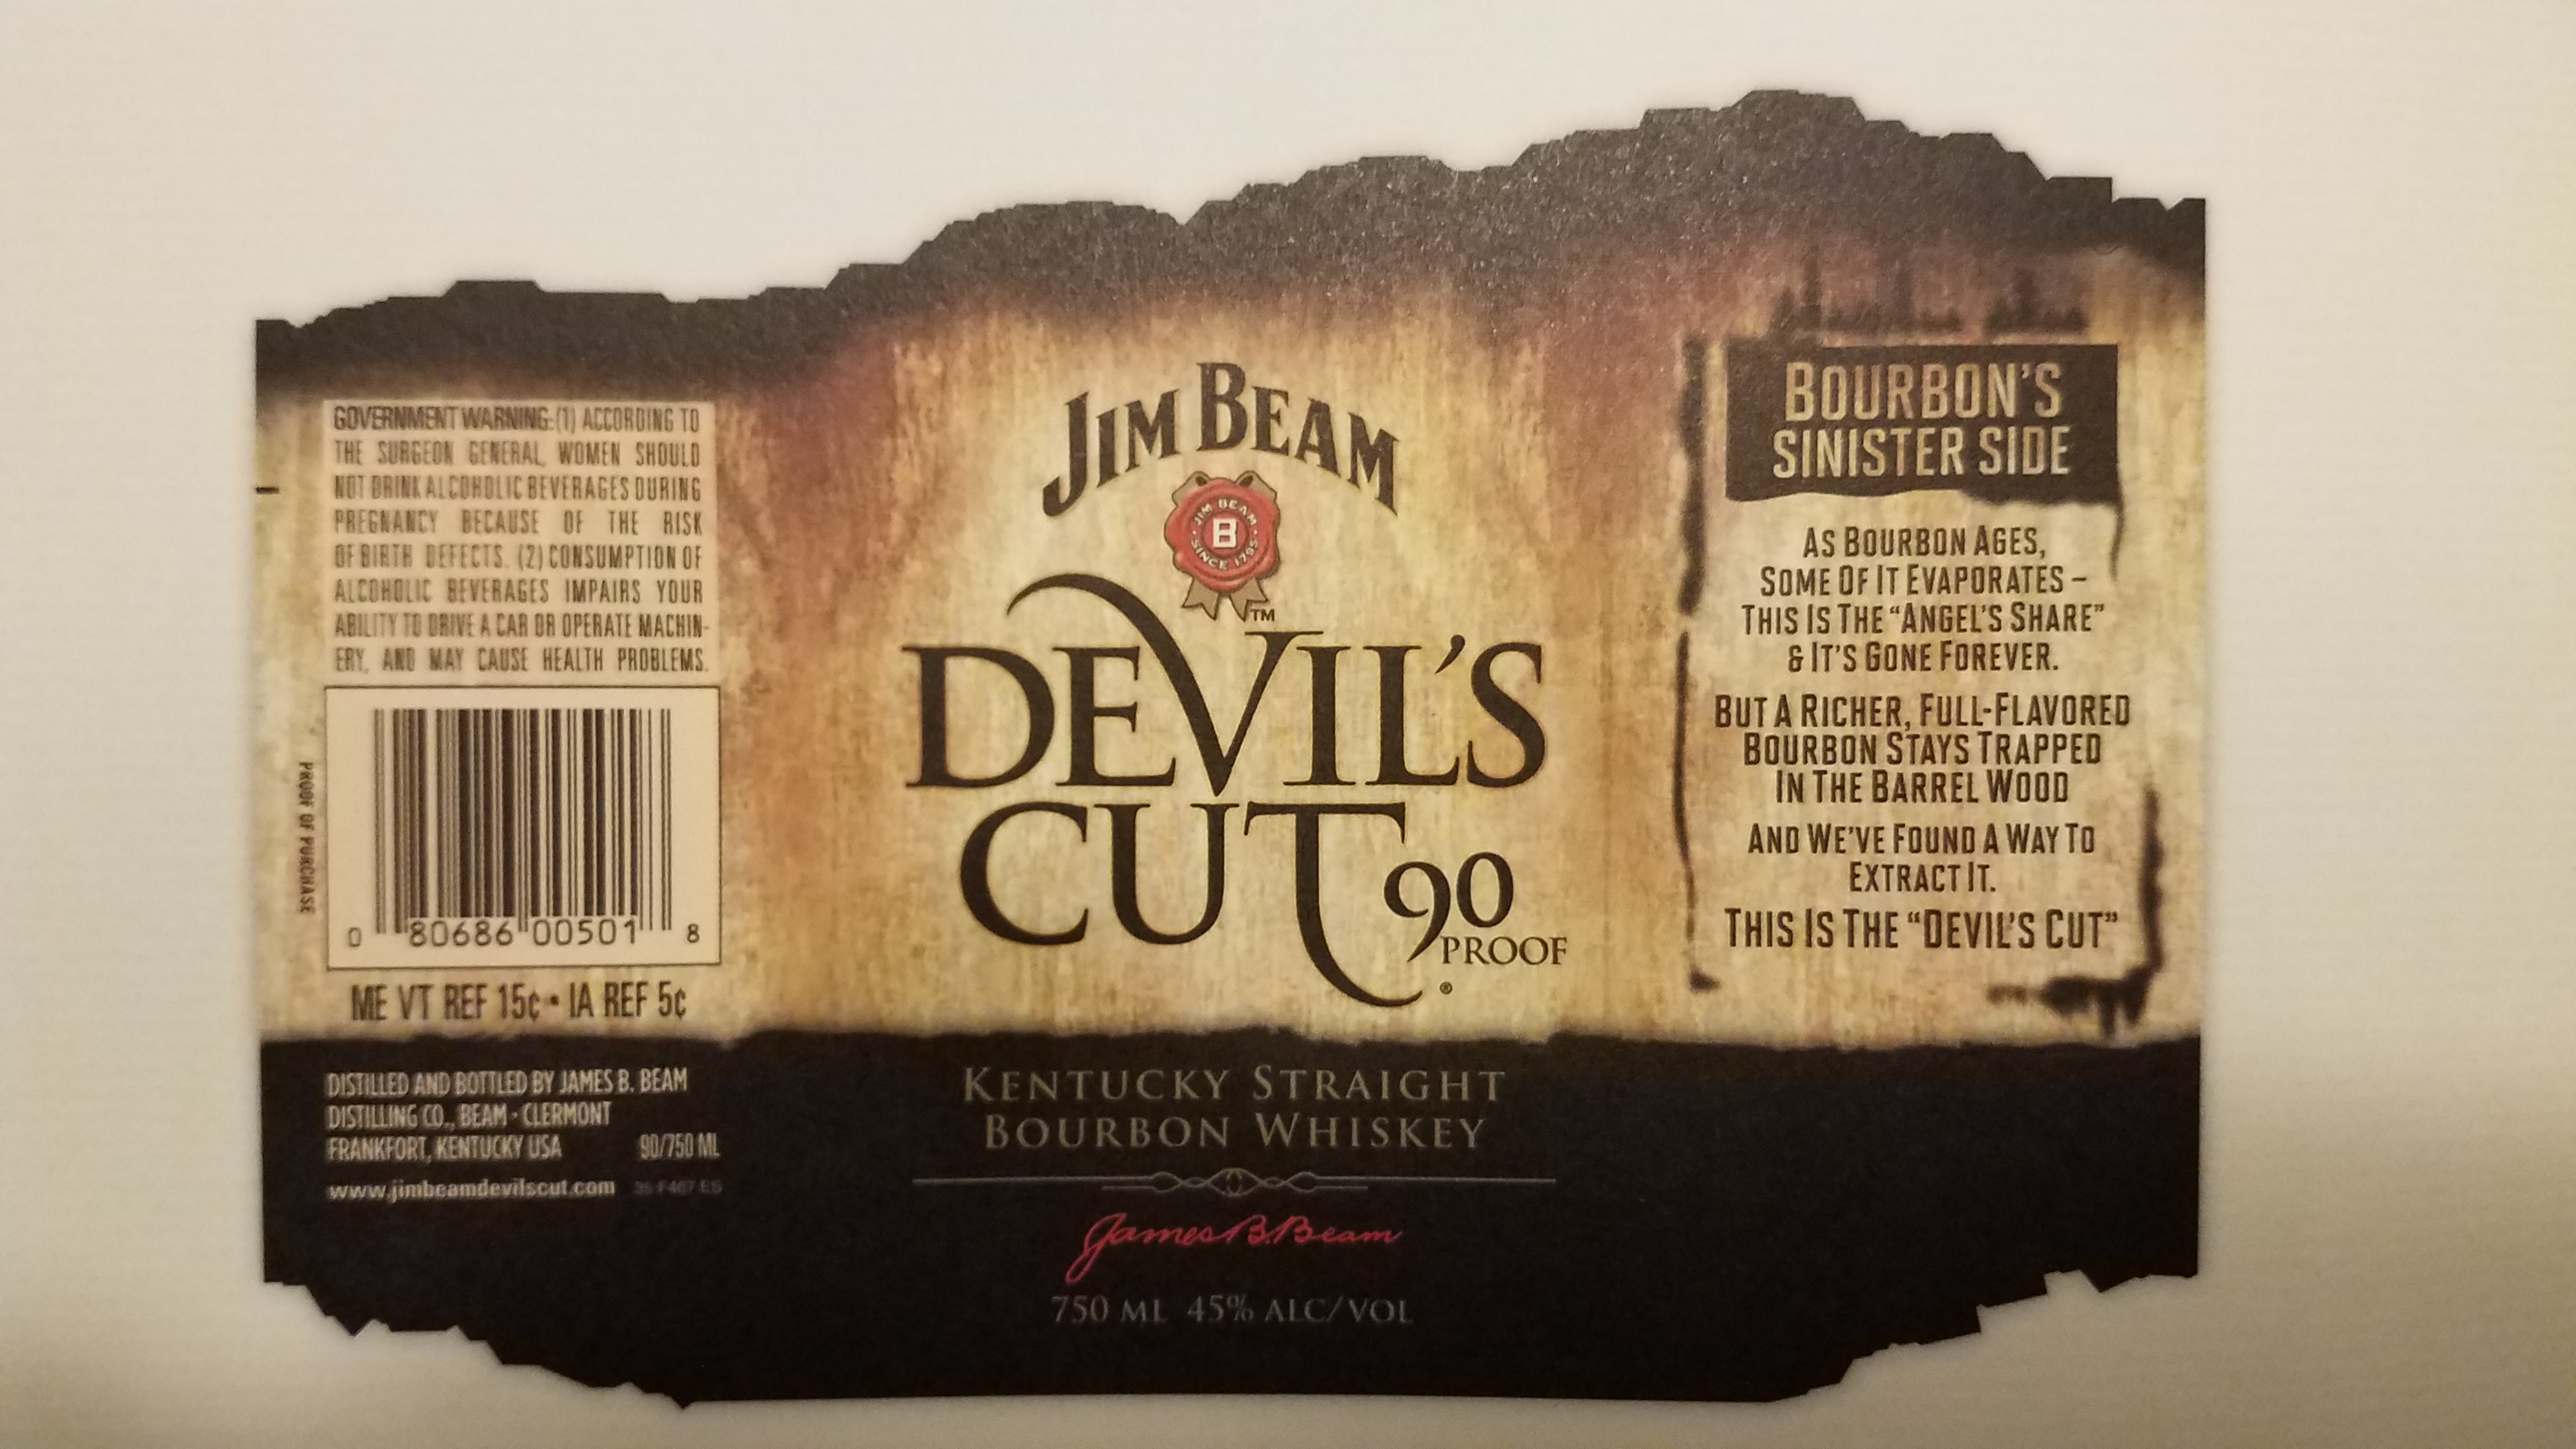 GOVERNMENT WARNING: (1) ACCORDING TO
THE SURGEON GENERAL, WOMEN SHOULD
NOT DRINK ALCOHOLIC BEVERAGES DURING
PREGNANCY BECAUSE OF THE RISK
OF BIRTH DEFECTS. (2) CONSUMPTION OF
ALCOHOLIC BEVERAGES IMPAIRS YOUR
ABILITY TO DRIVE A CAR OR OPERATE MACHIN-
ERY, AND MAY CAUSE HEALTH PROBLEMS.
PROOF OF PURCHASE
0 80686 00501 8
ME VT REF 15¢ • IA REF 5¢
DISTILLED AND BOTTLED BY JAMES B. BEAM
DISTILLING CO., BEAM · CLERMONT
FRANKFORT, KENTUCKY USA 90/750 ML
www.jimbeamdevilscut.com
JIM BEAM
JIM BEAM
B
SINCE 1795
™
DEVIL'S
CUT
90
PROOF
®
KENTUCKY STRAIGHT
BOURBON WHISKEY
James B. Beam
750 ML 45% ALC/VOL
BOURBON'S
SINISTER SIDE
AS BOURBON AGES,
SOME OF IT EVAPORATES –
THIS IS THE "ANGEL'S SHARE"
& IT'S GONE FOREVER.
BUT A RICHER, FULL-FLAVORED
BOURBON STAYS TRAPPED
IN THE BARREL WOOD
AND WE'VE FOUND A WAY TO
EXTRACT IT.
THIS IS THE "DEVIL'S CUT"